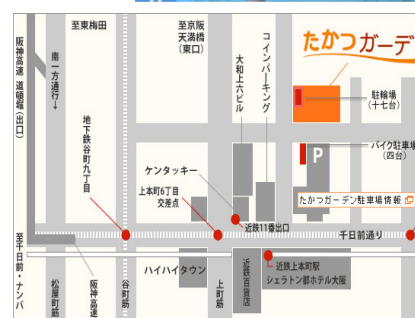 至東梅田
至京阪
天満橋
(東口)
コインパーキング
たかつガーデ
阪神高速 道頓堀(出口)
南一方通行→
大和上六ビル
駐輪場
(十七台)
地下鉄谷町九丁目
バイク駐車場
(四台)
P
ケンタッキー
上本町6丁目
交差点
たかつガーデン駐車場情報
近鉄11番出口
千日前通り
至千日前・ナンバ
松屋町筋
阪神高速
谷町筋
ハイハイタウン
上町筋
近鉄百貨店
近鉄上本町駅
シェラトン都ホテル大阪